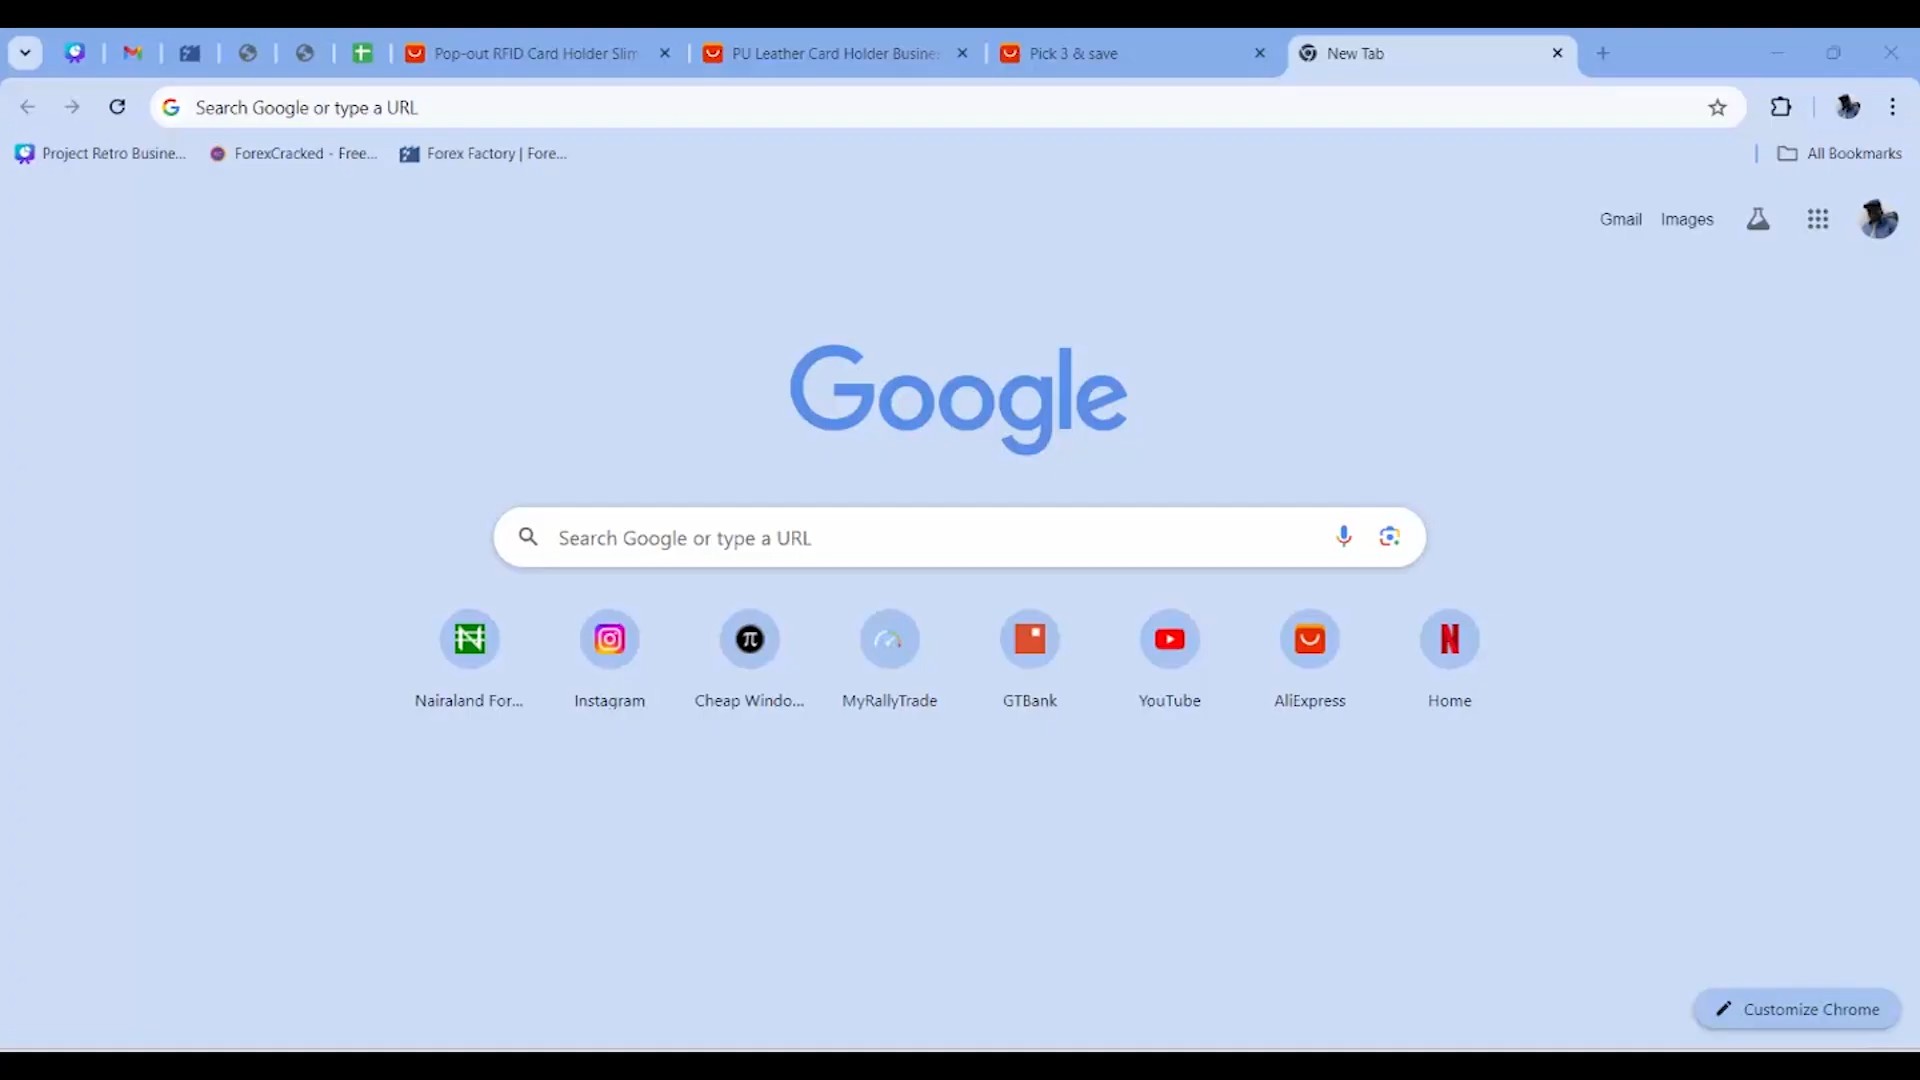 Pop-out RFID Card Holder Slim
PU Leather Card Holder Busine
Pick 3 & save
New Tab
Search Google or type a URL
Project Retro Busine...
ForexCracked - Free...
Forex Factory | Fore...
All Bookmarks
Gmail
Images
Google
Search Google or type a URL
Nairaland For...
Instagram
Cheap Windo...
MyRallyTrade
GTBank
YouTube
AliExpress
Home
Customize Chrome